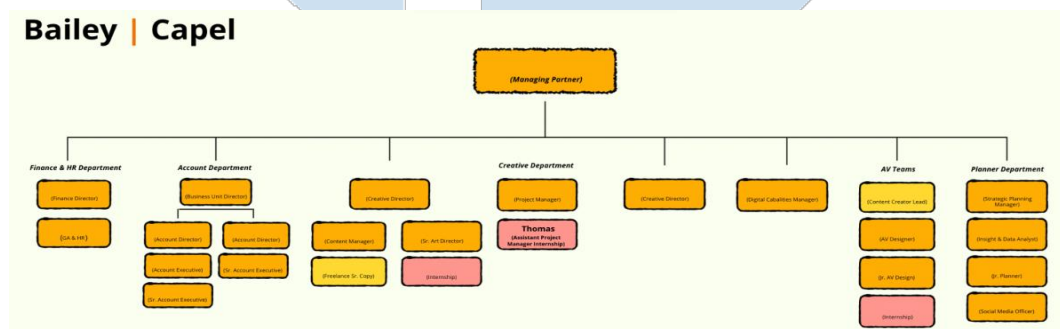 Bailey | Capel
(Managing Partner)
Finance & HR Department
Account Department
Creative Department
AV Teams
Planner Department
(Finance Director)
(GA & HR)
(Business Unit Director)
(Account Director)
(Account Director)
(Account Executive)
(Sr. Account Executive)
(Sr. Account Executive)
(Creative Director)
(Content Manager)
(Sr. Art Director)
(Freelance Sr. Copy)
(Internship)
(Project Manager)
Thomas
(Assistant Project
Manager Internship)
(Creative Director)
(Digital Cabalities Manager)
(Content Creator Lead)
(AV Designer)
(Jr. AV Design)
(Internship)
(Strategic Planning
Manager)
(Insight & Data Analyst)
(Jr. Planner)
(Social Media Officer)